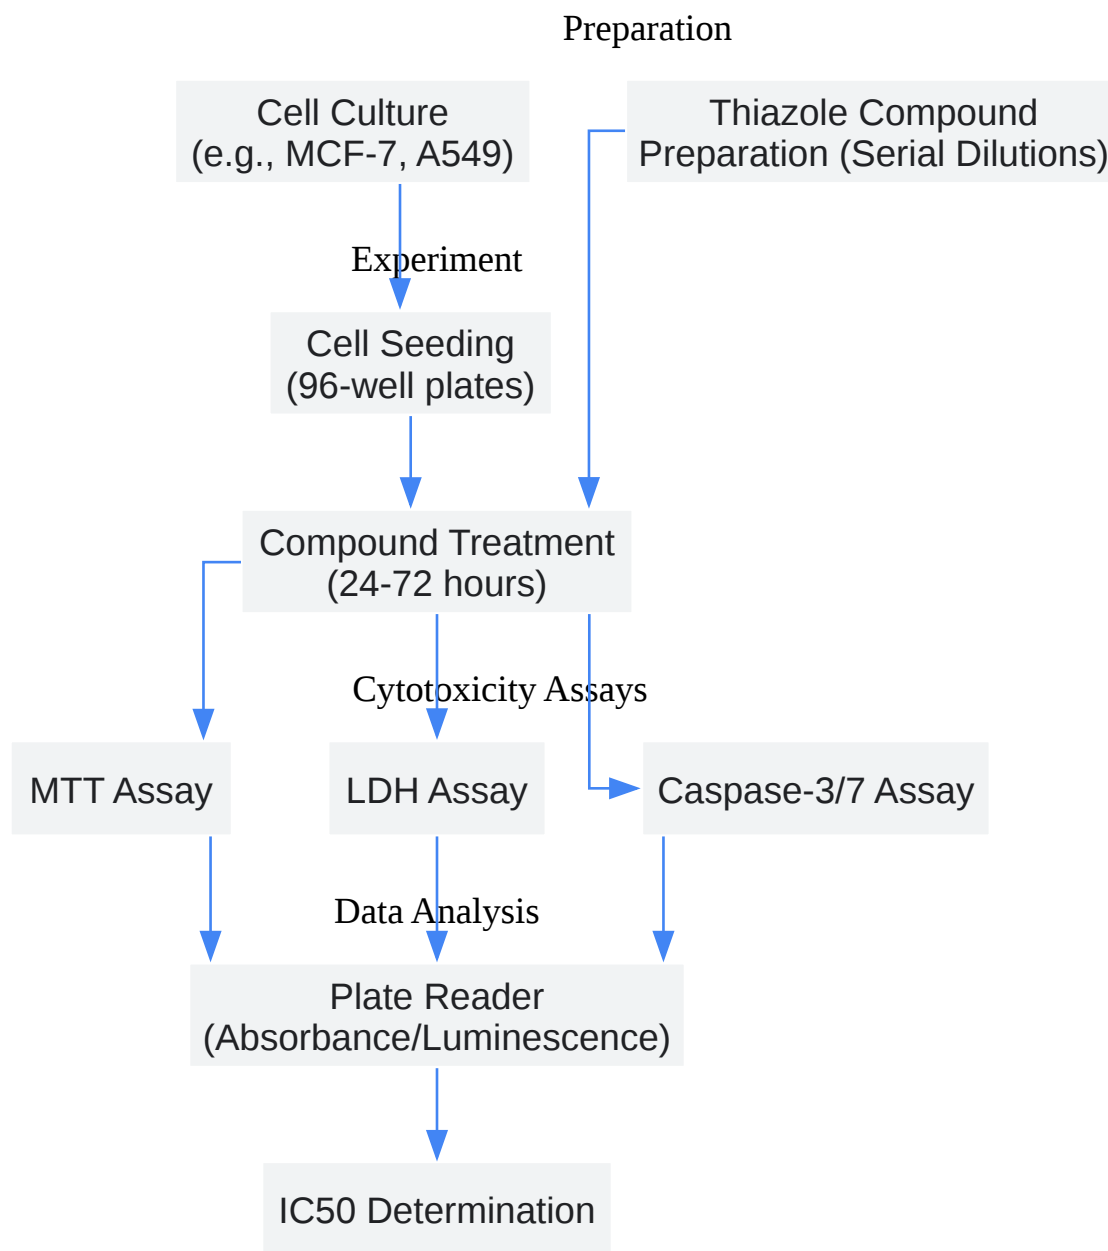 Preparation
Cell Culture
(e.g., MCF-7, A549)
Thiazole Compound
Preparation (Serial Dilutions)
Experiment
Cell Seeding
(96-well plates)
Compound Treatment
(24-72 hours)
Cytotoxicity Assays
MTT Assay
LDH Assay
Caspase-3/7 Assay
Data Analysis
Plate Reader
(Absorbance/Luminescence)
IC50 Determination